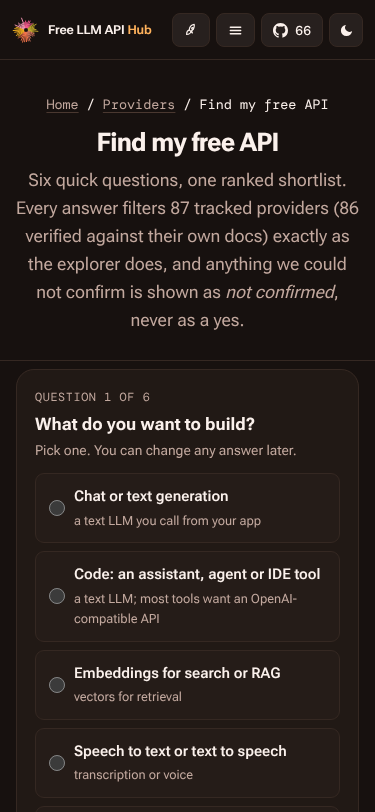 Free LLM API Hub
66
Home / Providers / Find my free API
Find my free API
Six quick questions, one ranked shortlist.
Every answer filters 87 tracked providers (86
verified against their own docs) exactly as
the explorer does, and anything we could
not confirm is shown as not confirmed,
never as a yes.
QUESTION 1 OF 6
What do you want to build?
Pick one. You can change any answer later.
Chat or text generation
a text LLM you call from your app
Code: an assistant, agent or IDE tool
a text LLM; most tools want an OpenAI-
compatible API
Embeddings for search or RAG
vectors for retrieval
Speech to text or text to speech
transcription or voice